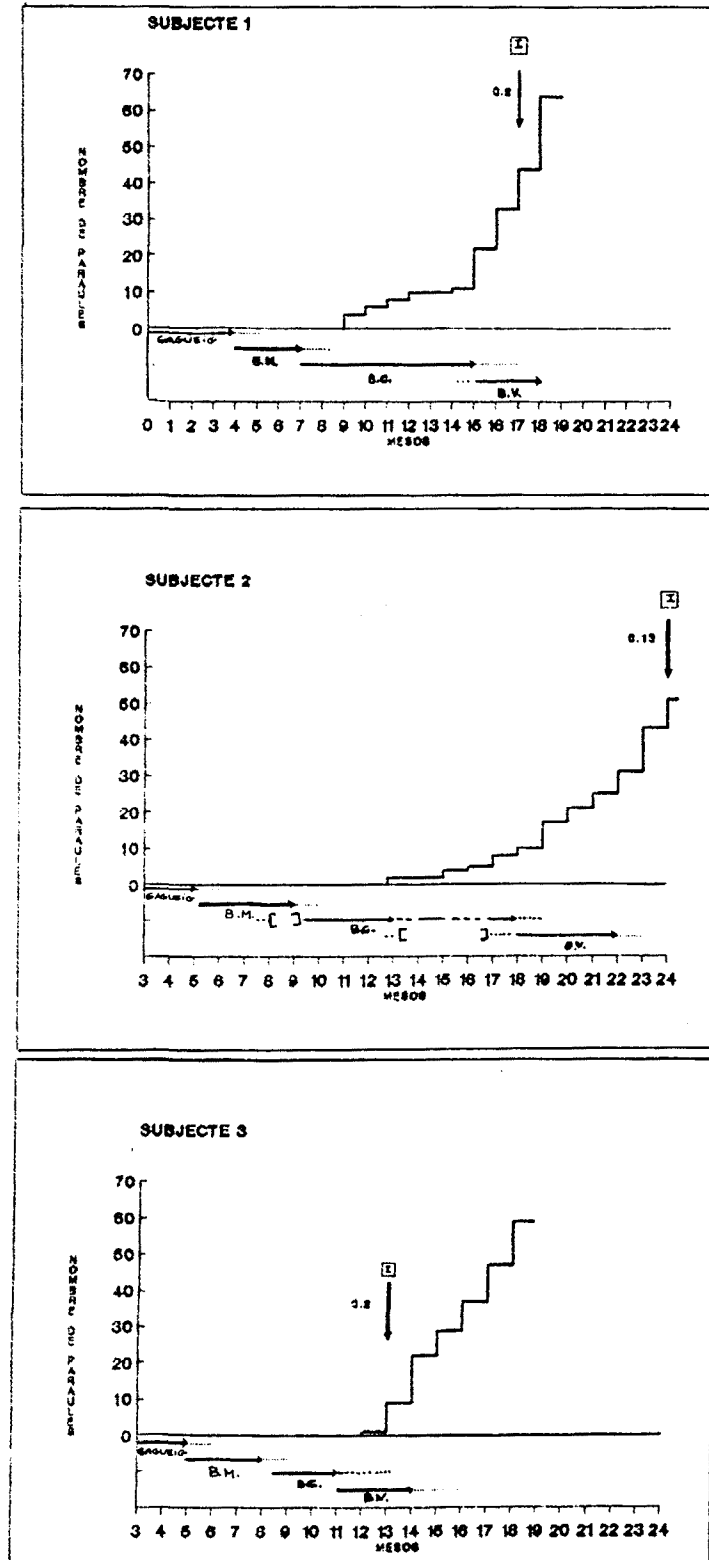 SUBJECTE 1
I
0.2
NOMBRE DE PARAULES
70
60
50
40
30
20
10
0
GAGUEIG
B.M.
B.C.
B.V.
0 1 2 3 4 5 6 7 8 9 10 11 12 13 14 15 16 17 18 19 20 21 22 23 24
MESOS
SUBJECTE 2
I
0.13
NOMBRE DE PARAULES
70
60
50
40
30
20
10
0
GAGUEIG
B.M.
B.C.
B.V.
3 4 5 6 7 8 9 10 11 12 13 14 15 16 17 18 19 20 21 22 23 24
MESOS
SUBJECTE 3
I
0.2
NOMBRE DE PARAULES
70
60
50
40
30
20
10
0
GAGUEIG
B.M.
B.C.
B.V.
3 4 5 6 7 8 9 10 11 12 13 14 15 16 17 18 19 20 21 22 23 24
MESOS